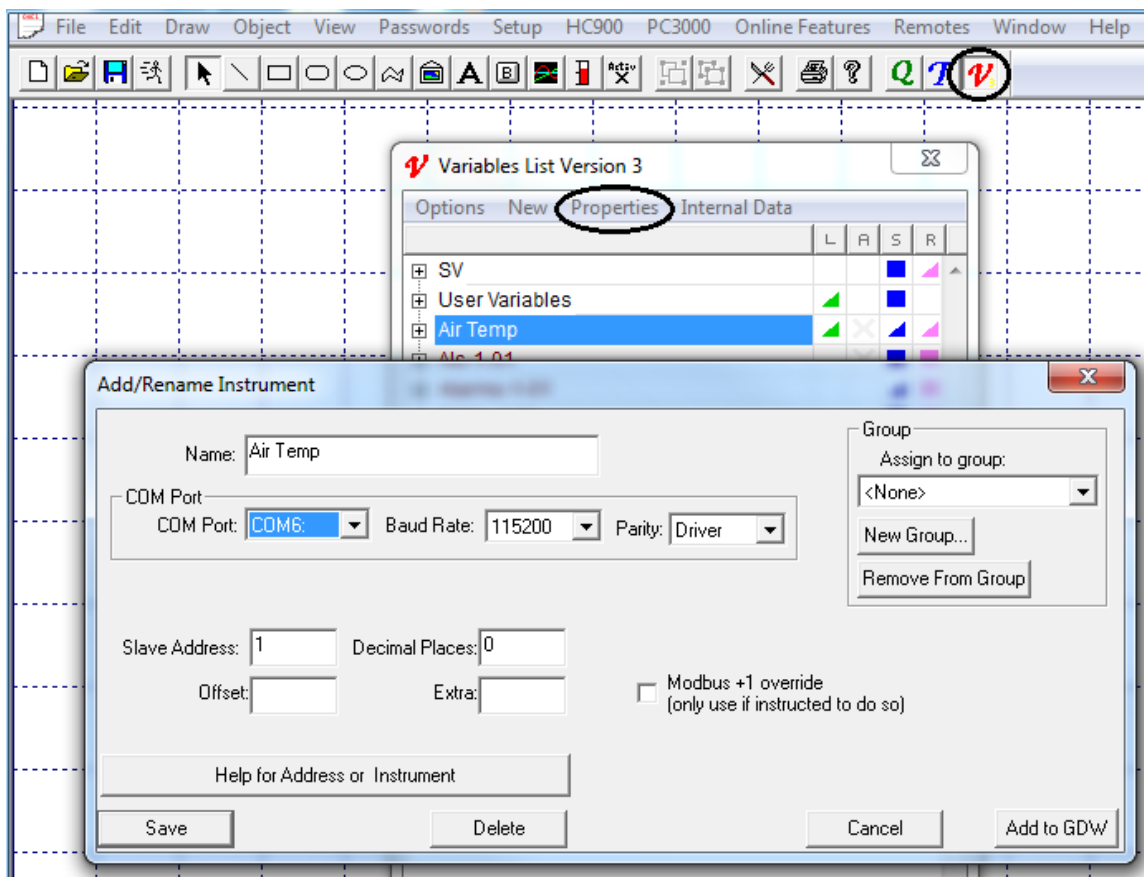 File Edit Draw Object View Passwords Setup HC900 PC3000 Online Features Remotes Window Help
A B Activ X ? Q T V
V Variables List Version 3
Options New Properties Internal Data
L A S R
SV
User Variables
Air Temp
Add/Rename Instrument
Name: Air Temp
COM Port
COM Port: COM6: Baud Rate: 115200 Parity: Driver
Group
Assign to group:
<None>
New Group...
Remove From Group
Slave Address: 1 Decimal Places: 0
Offset: Extra:
Modbus +1 override
(only use if instructed to do so)
Help for Address or Instrument
Save Delete Cancel Add to GDW